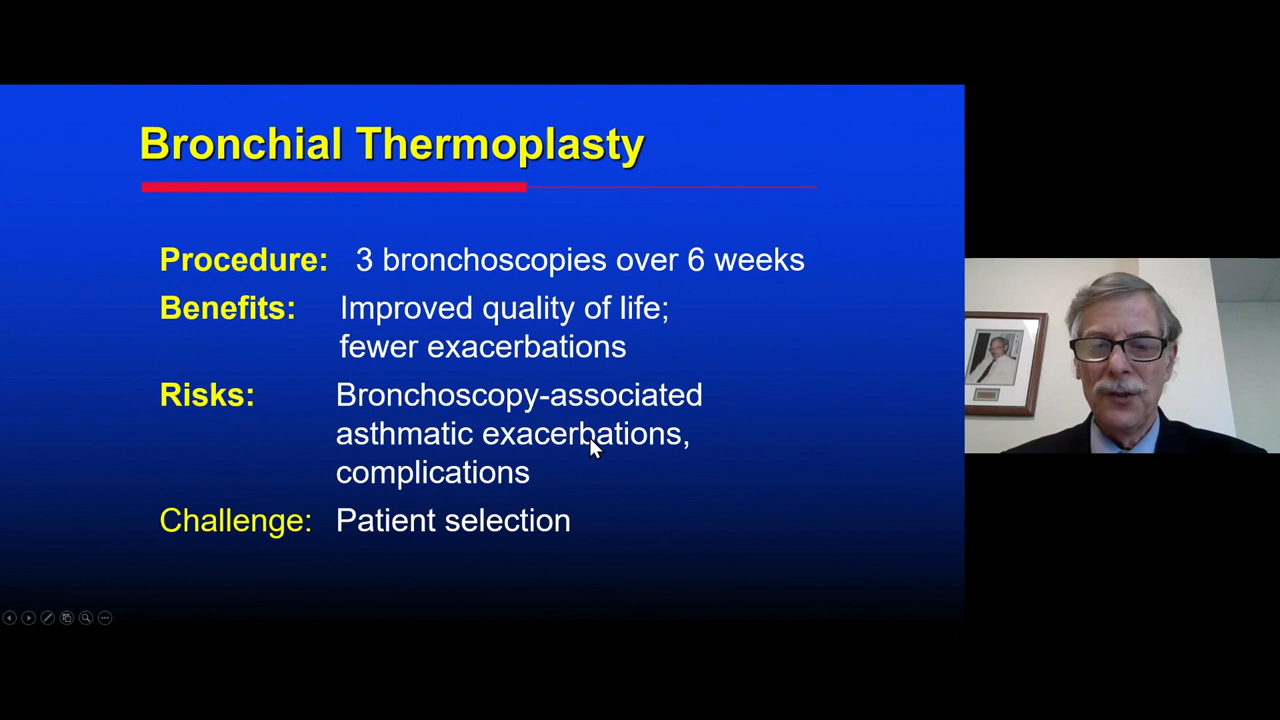 Bronchial Thermoplasty
Procedure: 3 bronchoscopies over 6 weeks
Benefits: Improved quality of life;
fewer exacerbations
Risks: Bronchoscopy-associated
asthmatic exacerbations,
complications
Challenge: Patient selection